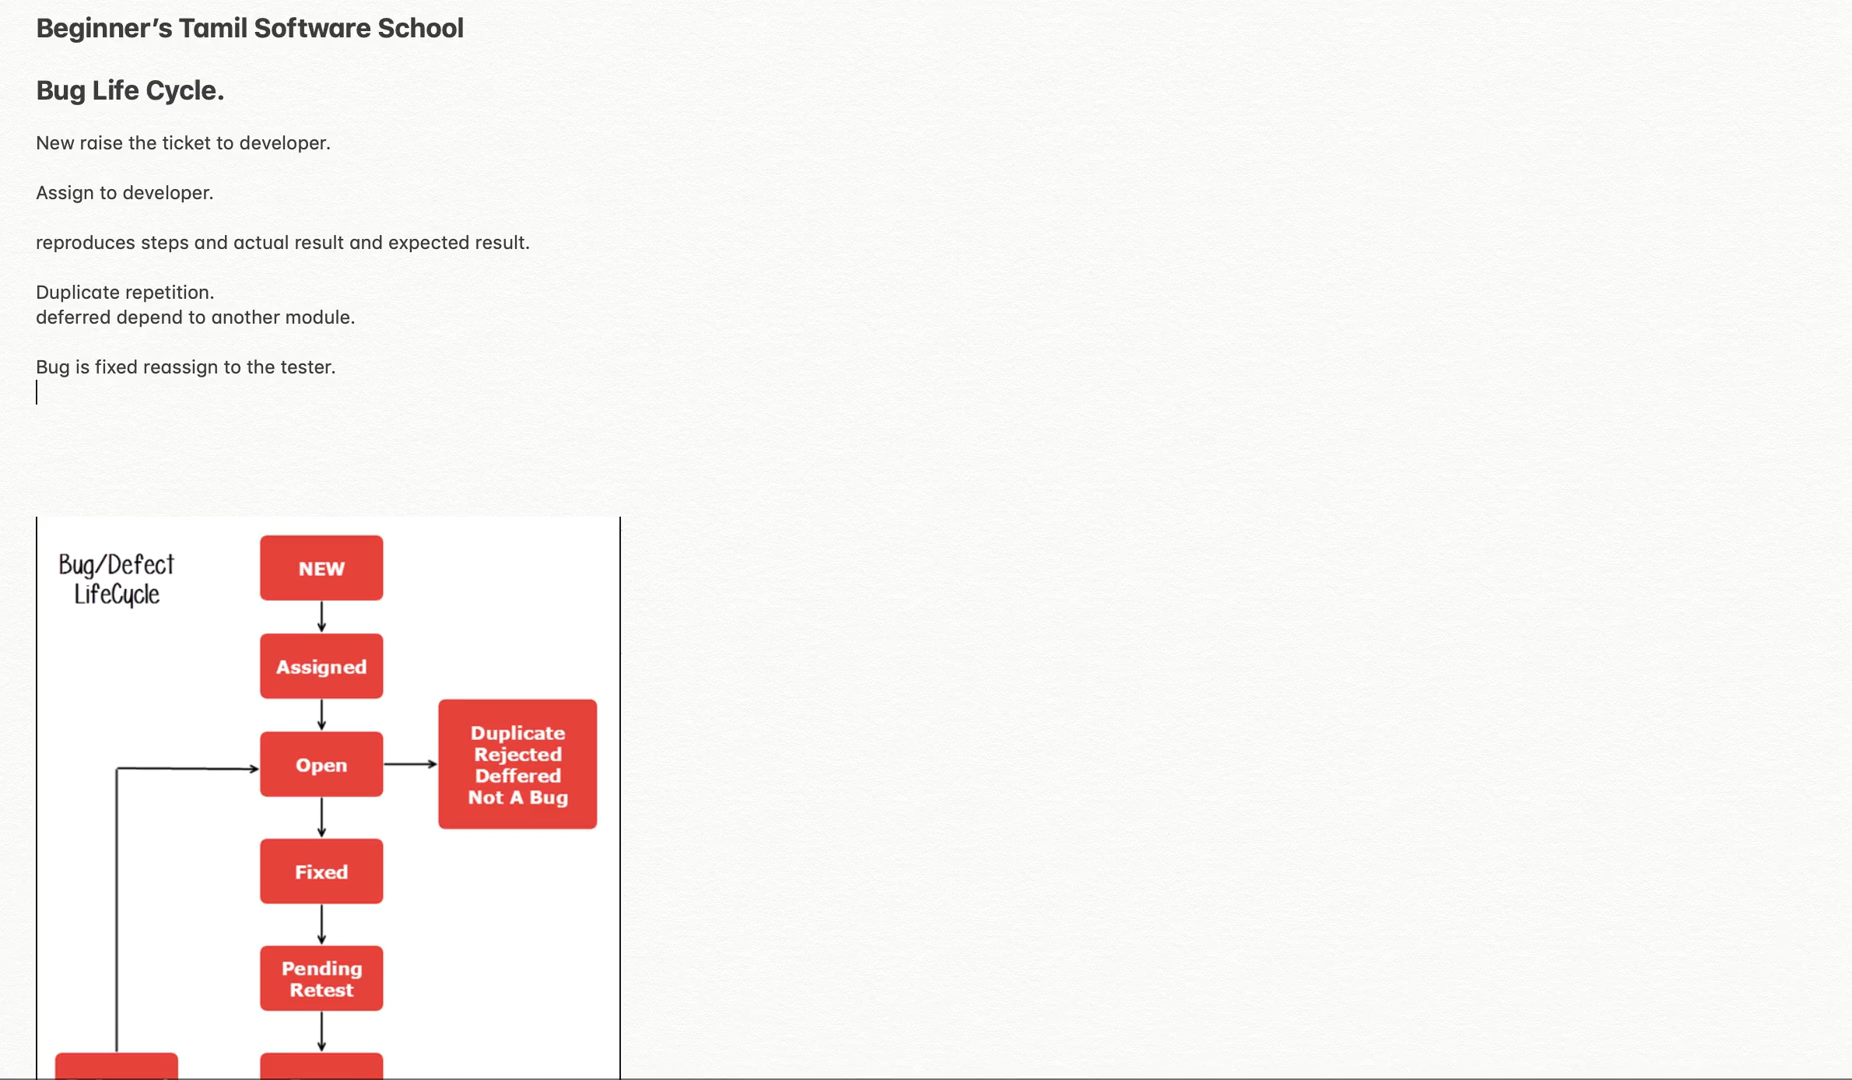 Beginner’s Tamil Software School
Bug Life Cycle.
New raise the ticket to developer.
Assign to developer.
reproduces steps and actual result and expected result.
Duplicate repetition.
deferred depend to another module.
Bug is fixed reassign to the tester.
Bug/Defect
LifeCycle
NEW
Assigned
Open
Duplicate
Rejected
Deffered
Not A Bug
Fixed
Pending
Retest